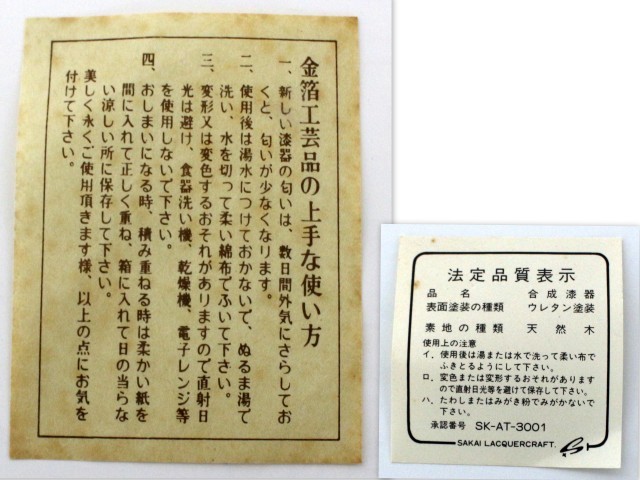 金箔工芸品の上手な使い方
一、新しい漆器の匂いは、数日間外気にさらしてお
くと、匂いが少なくなります。
二、使用後は湯水につけておかないで、ぬるま湯で
洗い、水を切って柔い綿布でふいて下さい。
三、変形又は変色するおそれがありますので直射日
光は避け、食器洗い機、乾燥機、電子レンジ等
を使用しないで下さい。
四、おしまいになる時、積み重ねる時は柔かい紙を
間に入れて正しく重ね、箱に入れて日の当らな
い涼しい所に保存して下さい。
美しく永くご使用頂きます様、以上の点にお気を
付けて下さい。
法定品質表示
品名 合成漆器
表面塗装の種類 ウレタン塗装
素地の種類 天然木
使用上の注意
イ、使用後は湯または水で洗って柔い布で
ふきとるようにして下さい。
ロ、変色または変形するおそれがあります
ので直射日光等を避けて保存して下さい。
ハ、たわしまたはみがき粉でみがかないで
下さい。
承認番号 SK-AT-3001
SAKAI LACQUERCRAFT.